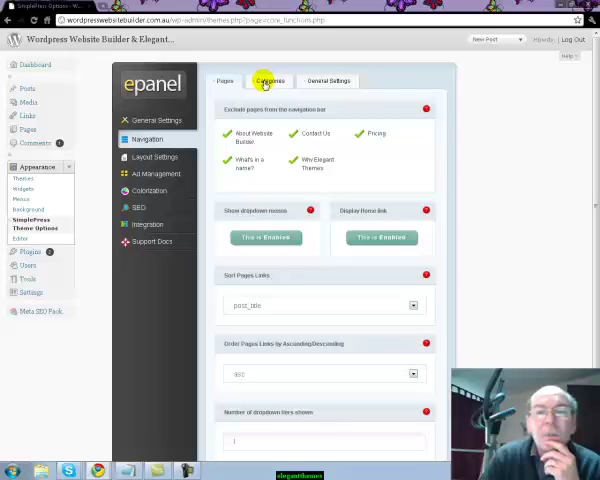 SimplePress Options
wordpresswebsitebuilder.com.au/wp-admin/themes.php?page=core_functions.php
Wordpress Website Builder & Elegant...
New Post
Howdy,
Log Out
Help
Dashboard
Posts
Media
Links
Pages
Comments
Appearance
Themes
Widgets
Menus
Background
SimplePress
Theme Options
Editor
Plugins 2
Users
Tools
Settings
Meta SEO Pack
epanel
General Settings
Navigation
Layout Settings
Ad Management
Colorization
SEO
Integration
Support Docs
Pages
Categories
General Settings
Exclude pages from the navigation bar
About Website Builder
Contact Us
Pricing
What's in a name?
Why Elegant Themes
Show dropdown menus
Display Home link
This is Enabled
This is Enabled
Sort Pages Links
post_title
Order Pages Links by Ascending/Descending
asc
Number of dropdown tiers shown
elegantthemes